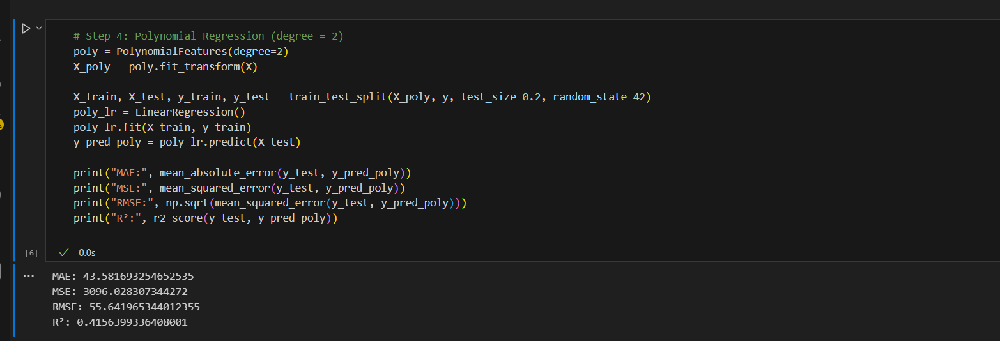 # Step 4: Polynomial Regression (degree = 2)
poly = PolynomialFeatures(degree=2)
X_poly = poly.fit_transform(X)
X_train, X_test, y_train, y_test = train_test_split(X_poly, y, test_size=0.2, random_state=42)
poly_lr = LinearRegression()
poly_lr.fit(X_train, y_train)
y_pred_poly = poly_lr.predict(X_test)
print("MAE:", mean_absolute_error(y_test, y_pred_poly))
print("MSE:", mean_squared_error(y_test, y_pred_poly))
print("RMSE:", np.sqrt(mean_squared_error(y_test, y_pred_poly)))
print("R²:", r2_score(y_test, y_pred_poly))
[6] 0.0s
MAE: 43.581693254652535
MSE: 3096.028307344272
RMSE: 55.641965344012355
R²: 0.4156399336408001